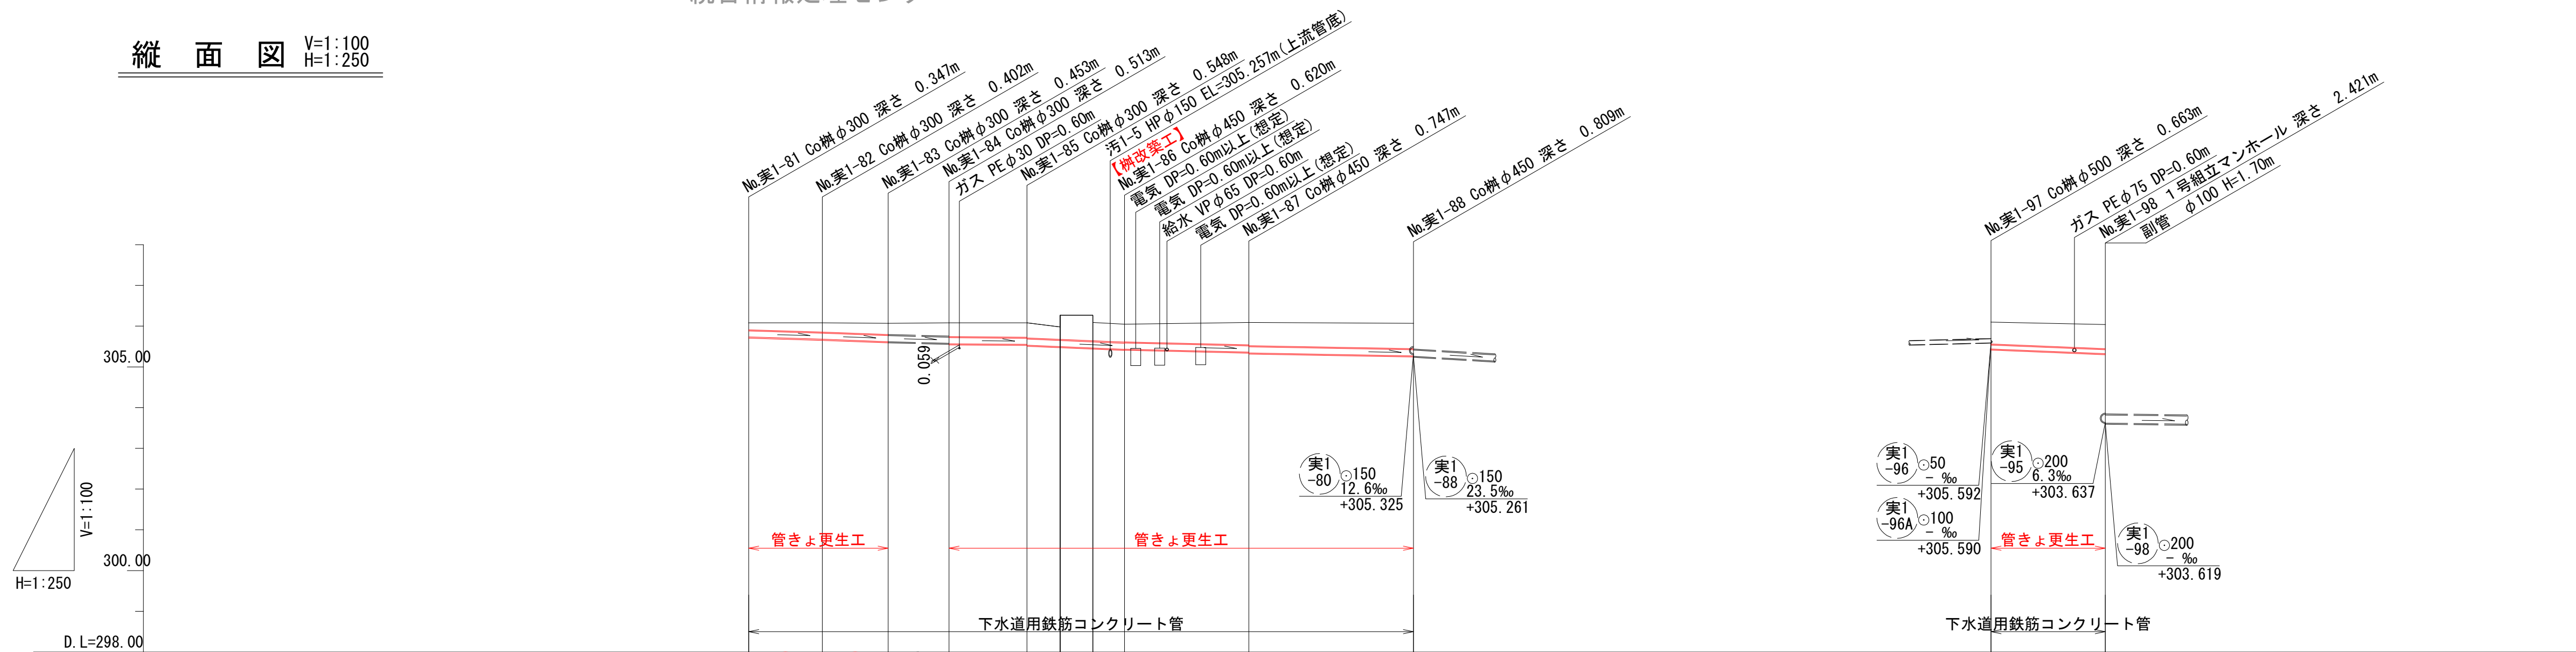 縦 面 図 V=1:100
H=1:250
No.実1-81 Co桝φ300 深さ 0.347m
No.実1-82 Co桝φ300 深さ 0.402m
No.実1-83 Co桝φ300 深さ 0.453m
No.実1-84 Co桝φ300 深さ 0.513m
ガス PEφ30 DP=0.60m
No.実1-85 Co桝φ300 深さ 0.548m
汚1-5 HPφ150 EL=305.257m(上流管底)
【桝改築工】
No.実1-86 Co桝φ450 深さ 0.620m
電気 DP=0.60m以上(想定)
電気 DP=0.60m以上(想定)
給水 VPφ65 DP=0.60m
電気 DP=0.60m以上(想定)
No.実1-87 Co桝φ450 深さ 0.747m
No.実1-88 Co桝φ450 深さ 0.809m
No.実1-97 Co桝φ500 深さ 0.663m
ガス PEφ75 DP=0.60m
No.実1-98 1号組立マンホール 深さ 2.421m
副管 φ100 H=1.70m
305.00
300.00
D.L=298.00
V=1:100
H=1:250
0.059
実1
-80
150
12.6‰
+305.325
実1
-88
150
23.5‰
+305.261
実1
-96
50
- ‰
+305.592
実1
-96A
100
- ‰
+305.590
実1
-95
200
6.3‰
+303.637
実1
-98
200
- ‰
+303.619
管きょ更生工
管きょ更生工
管きょ更生工
下水道用鉄筋コンクリート管
下水道用鉄筋コンクリート管